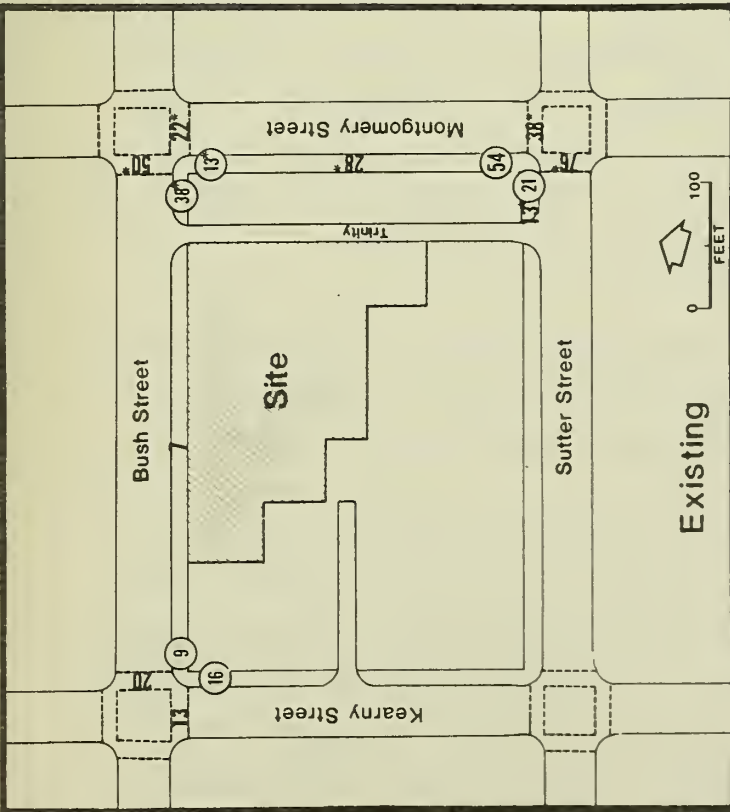 50*
22*
Montgomery Street
38*
76*
38*
13*
28*
54
21
13*
Trinity
Bush Street
7
Site
Sutter Street
100
0
FEET
Existing
9
16
20
13
Kearny Street